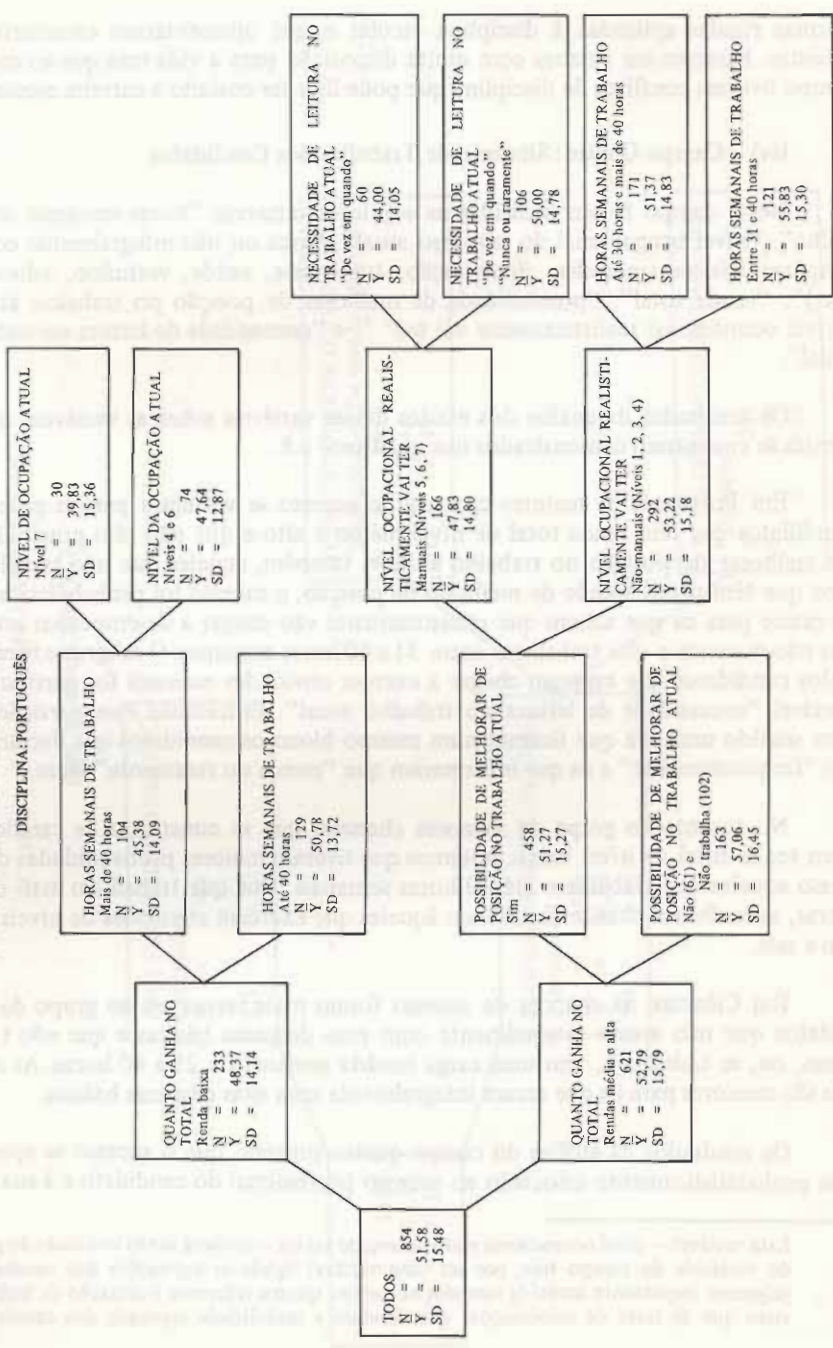 DISCIPLINA: PORTUGUÊS
TODOS
N = 854
Ȳ = 51,58
SD = 15,48
QUANTO GANHA NO
TOTAL
Renda baixa
N = 233
Ȳ = 48,37
SD = 14,14
QUANTO GANHA NO
TOTAL
Rendas média e alta
N = 621
Ȳ = 52,79
SD = 15,79
HORAS SEMANAIS DE TRABALHO
Mais de 40 horas
N = 104
Ȳ = 45,38
SD = 14,09
HORAS SEMANAIS DE TRABALHO
Até 40 horas
N = 129
Ȳ = 50,78
SD = 13,72
POSSIBILIDADE DE MELHORAR DE
POSIÇÃO NO TRABALHO ATUAL
Sim
N = 458
Ȳ = 51,27
SD = 15,27
POSSIBILIDADE DE MELHORAR DE
POSIÇÃO NO TRABALHO ATUAL
Não (61) e
Não trabalha (102)
N = 163
Ȳ = 57,06
SD = 16,45
NIVEL DE OCUPAÇÃO ATUAL
Nível 7
N = 30
Ȳ = 39,83
SD = 15,36
NIVEL DA OCUPAÇÃO ATUAL
Níveis 1 e 6
N = 74
Ȳ = 47,64
SD = 12,87
NIVEL OCUPACIONAL REALIS-
TICAMENTE VAI TER
Manuais (Níveis 5, 6, 7)
N = 166
Ȳ = 47,83
SD = 14,80
NIVEL OCUPACIONAL REALISTI-
CAMENTE VAI TER
Não-manuais (Níveis 1, 2, 3, 4)
N = 292
Ȳ = 53,22
SD = 15,18
NECESSIDADE DE LEITURA NO
TRABALHO ATUAL
"De vez em quando"
N = 60
Ȳ = 44,00
SD = 14,05
NECESSIDADE DE LEITURA NO
TRABALHO ATUAL
"De vez em quando"
"Nunca ou raramente"
N = 106
Ȳ = 50,00
SD = 14,78
HORAS SEMANAIS DE TRABALHO
Até 30 horas e mais de 40 horas
N = 171
Ȳ = 51,37
SD = 14,83
HORAS SEMANAIS DE TRABALHO
Entre 31 e 40 horas
N = 121
Ȳ = 55,83
SD = 15,30